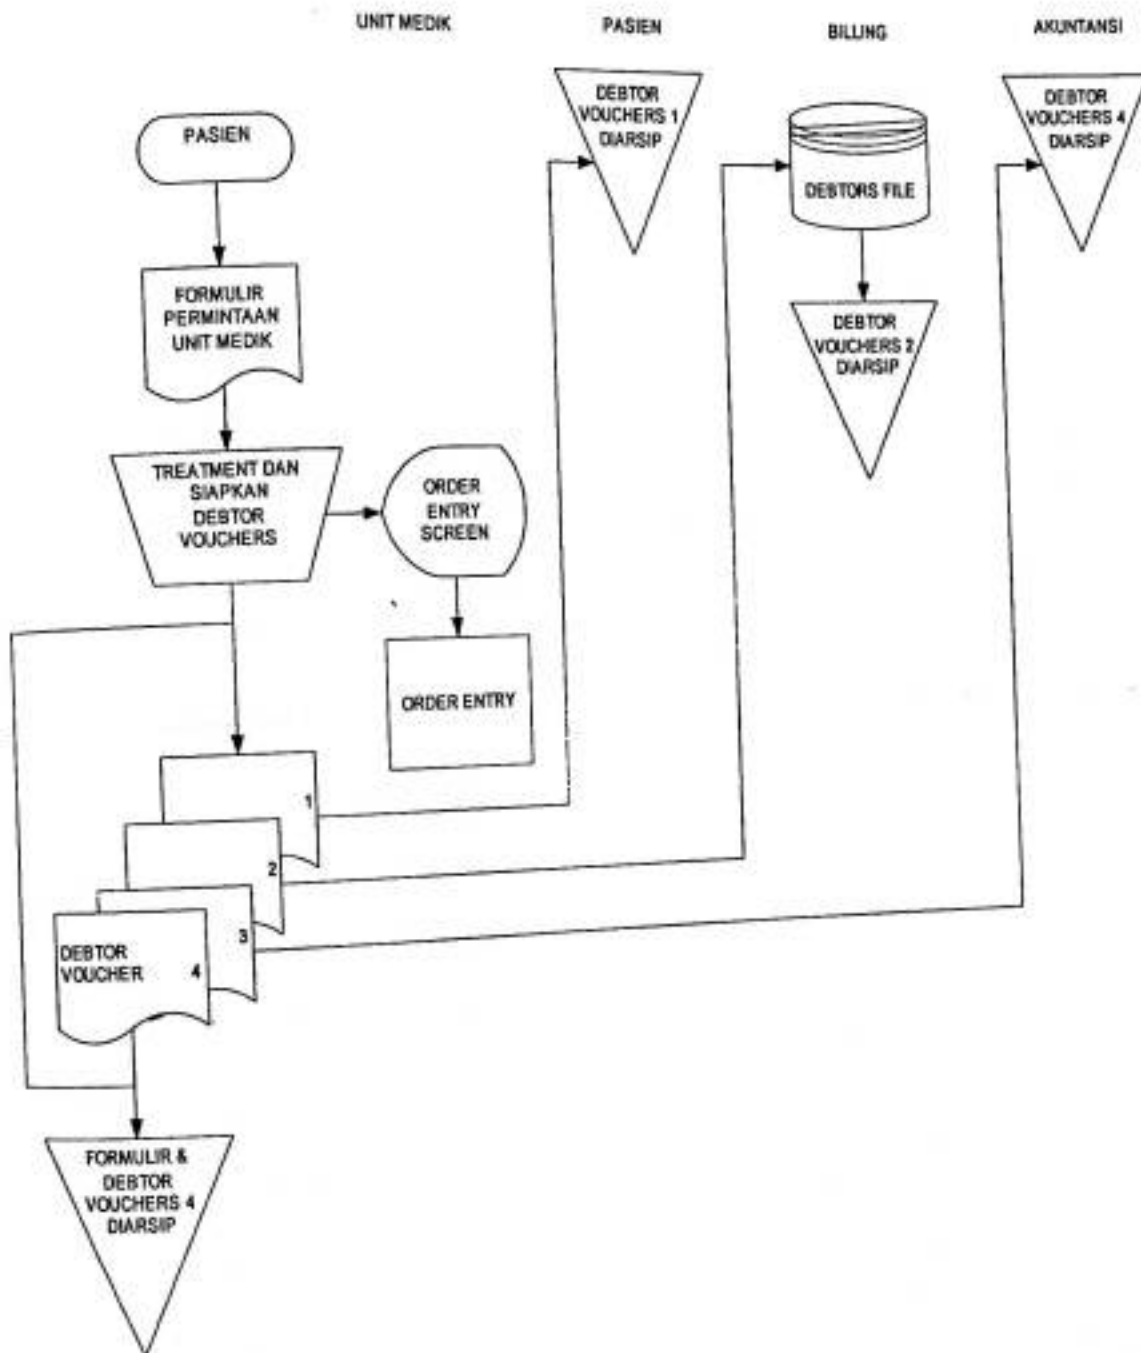 UNIT MEDIK
PASIEN
BILLING
AKUNTANSI
PASIEN
FORMULIR
PERMINTAAN
UNIT MEDIK
TREATMENT DAN
SIAPKAN
DEBTOR
VOUCHERS
ORDER
ENTRY
SCREEN
ORDER ENTRY
1
2
3
DEBTOR
VOUCHER 4
FORMULIR &
DEBTOR
VOUCHERS 4
DIARSIP
DEBTOR
VOUCHERS 1
DIARSIP
DEBTORS FILE
DEBTOR
VOUCHERS 2
DIARSIP
DEBTOR
VOUCHERS 4
DIARSIP